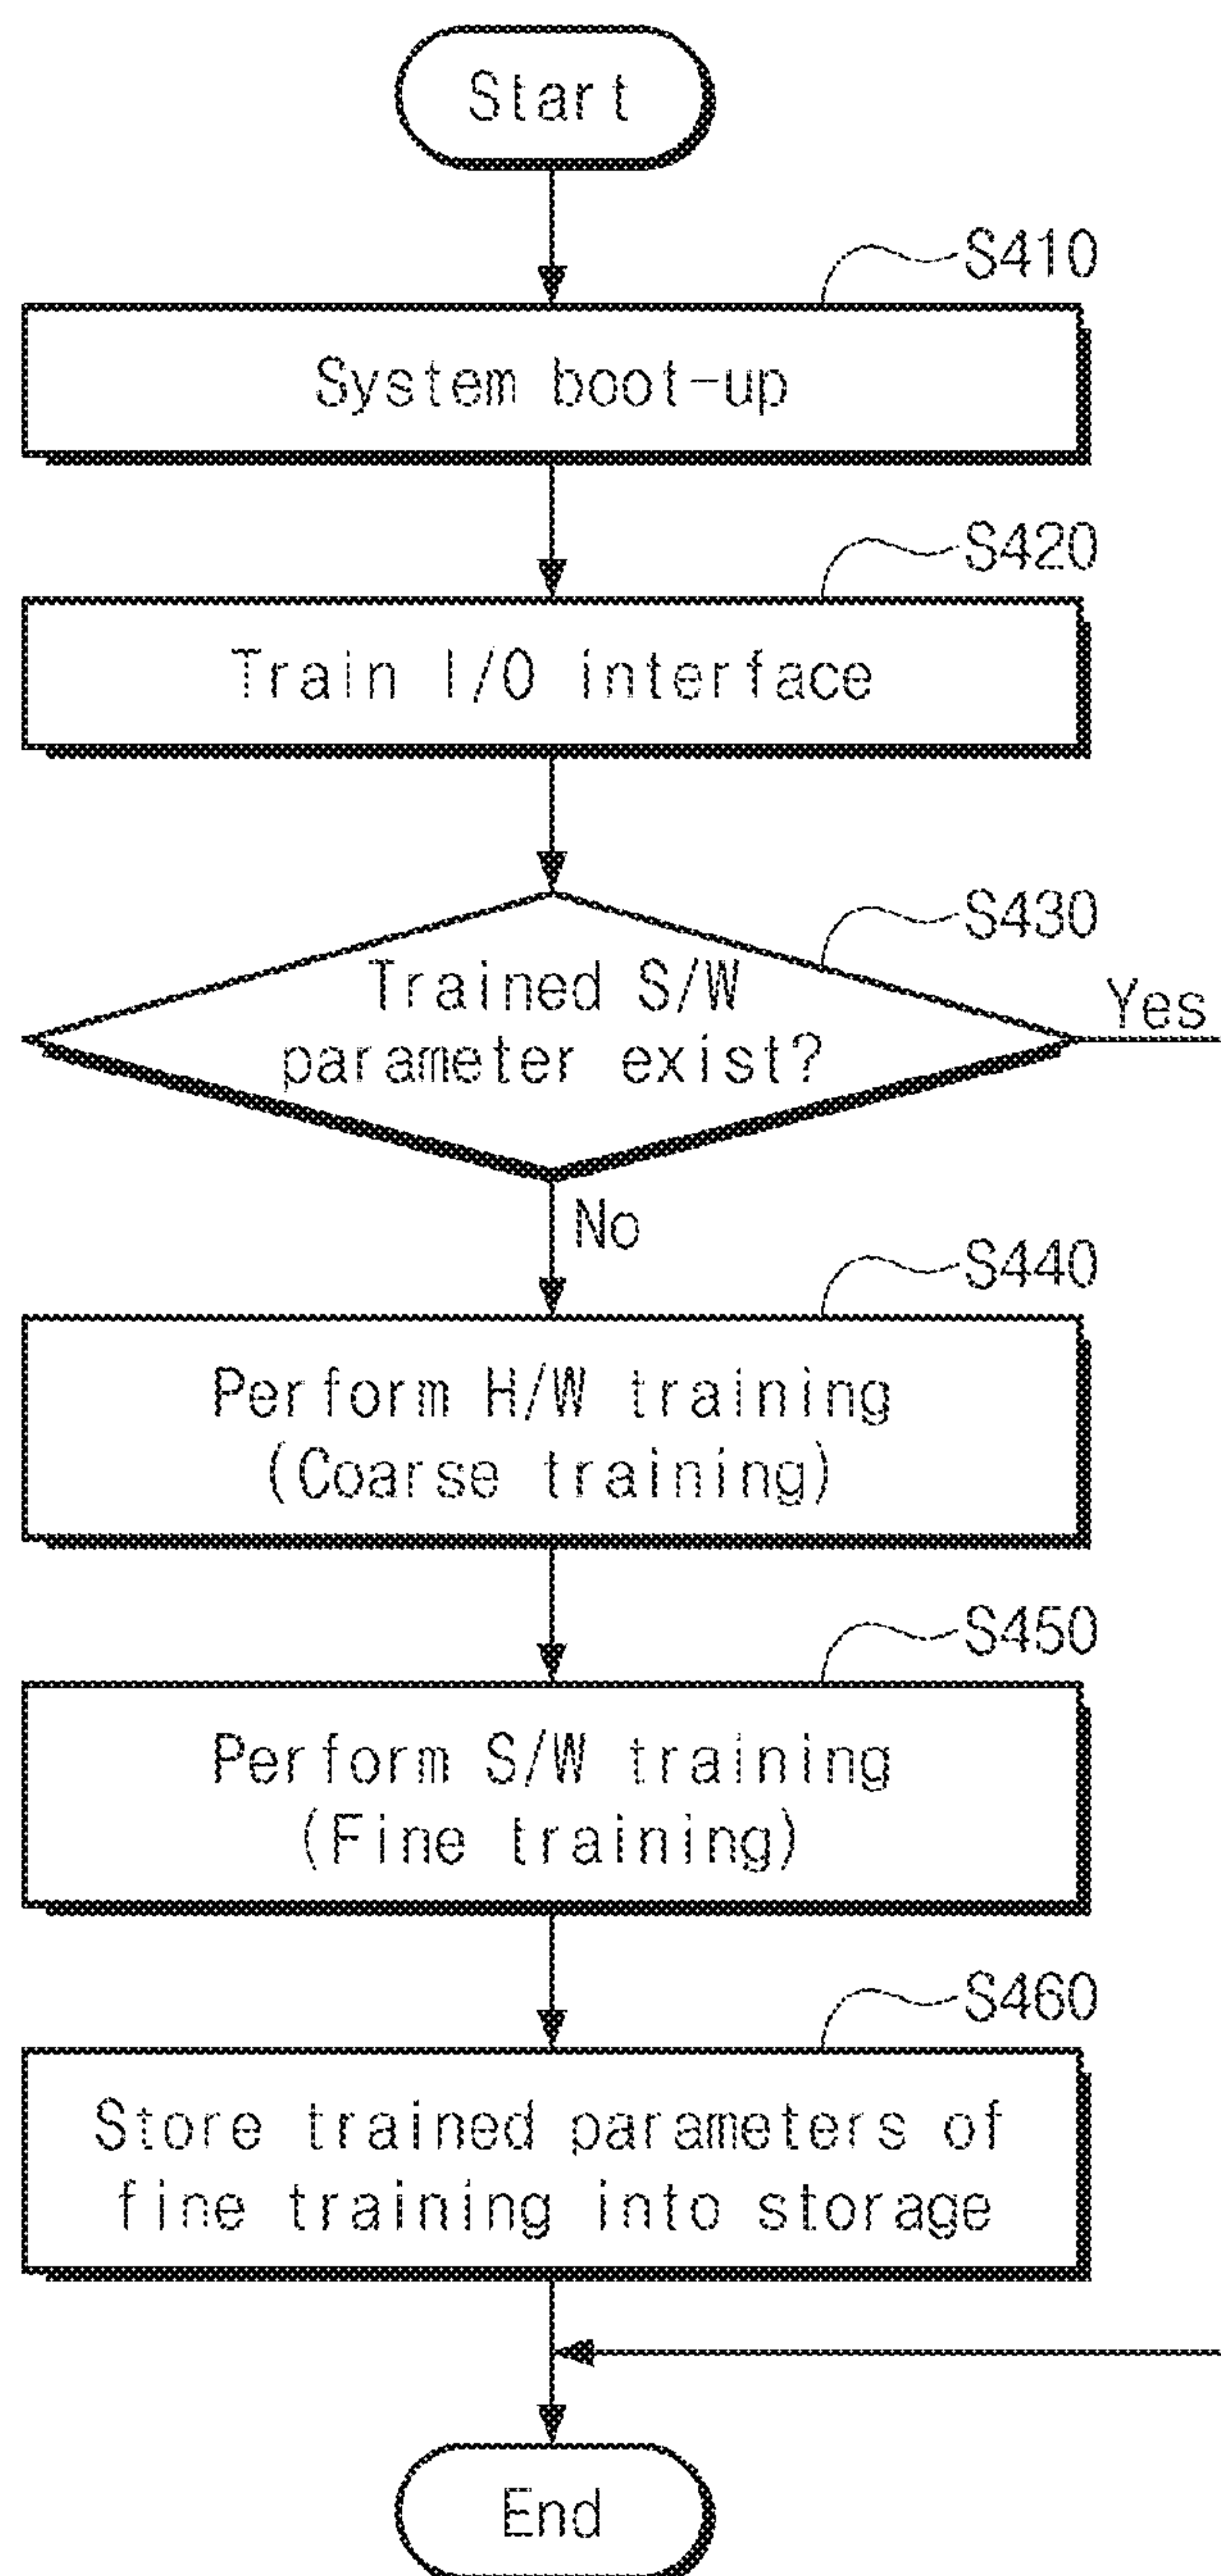 Start
S410
System boot-up
S420
Train I/O interface
S430
Trained S/W
parameter exist?
Yes
No
S440
Perform H/W training
(Coarse training)
S450
Perform S/W training
(Fine training)
S460
Store trained parameters of
fine training into storage
End